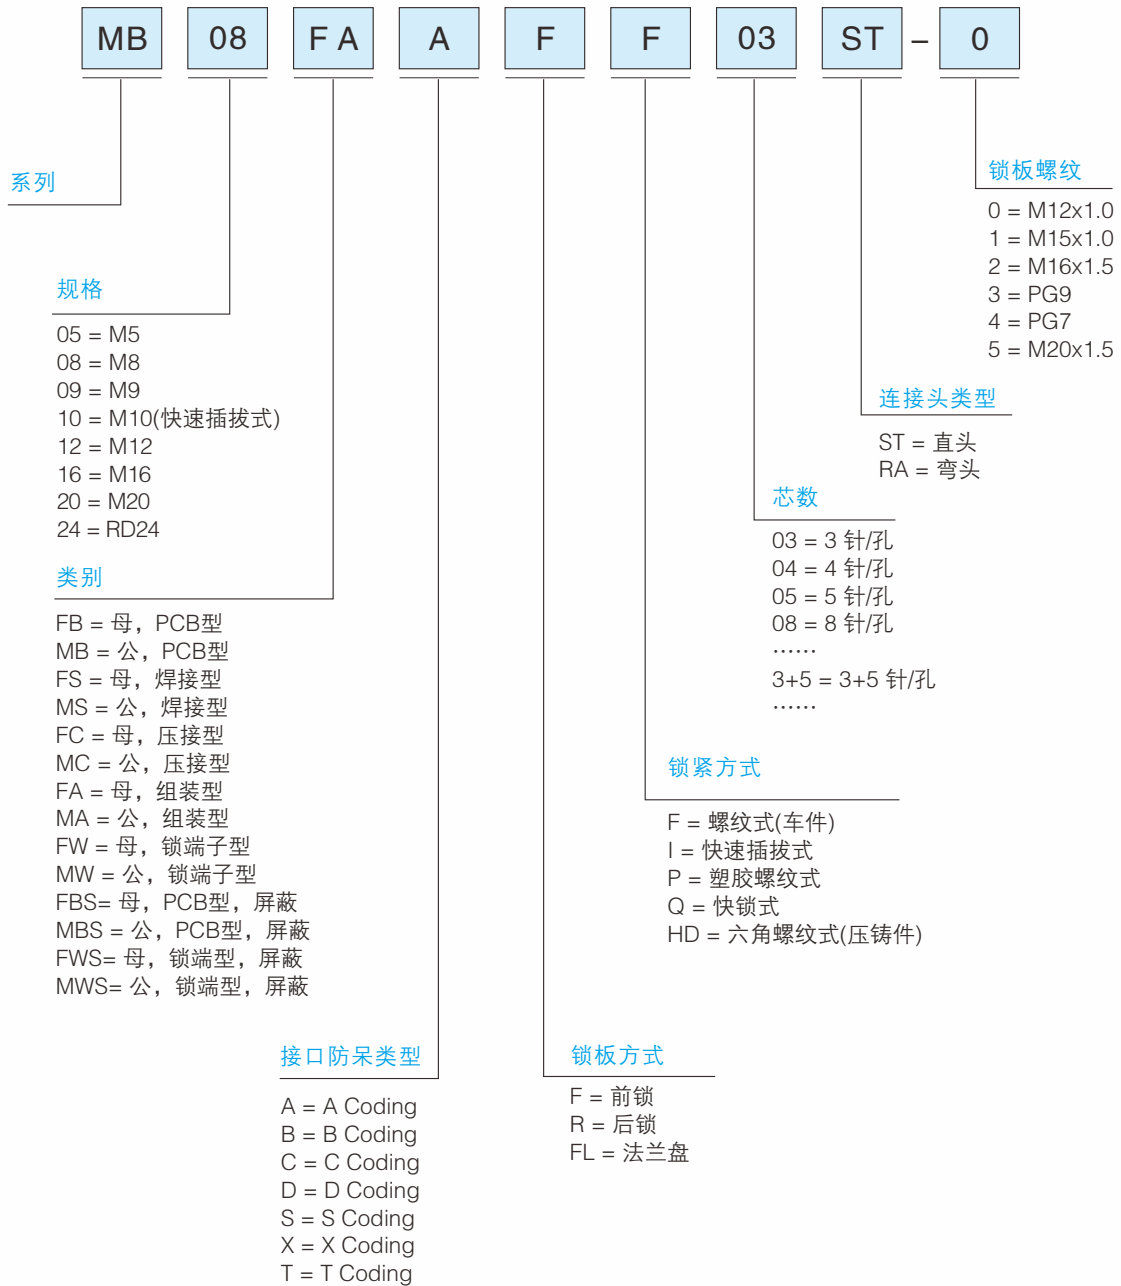 MB 08 FA A F F 03 ST – 0
系列
规格
05 = M5
08 = M8
09 = M9
10 = M10(快速插拔式)
12 = M12
16 = M16
20 = M20
24 = RD24
类别
FB = 母，PCB型
MB = 公，PCB型
FS = 母，焊接型
MS = 公，焊接型
FC = 母，压接型
MC = 公，压接型
FA = 母，组装型
MA = 公，组装型
FW = 母，锁端子型
MW = 公，锁端子型
FBS= 母，PCB型，屏蔽
MBS = 公，PCB型，屏蔽
FWS= 母，锁端型，屏蔽
MWS= 公，锁端型，屏蔽
接口防呆类型
A = A Coding
B = B Coding
C = C Coding
D = D Coding
S = S Coding
X = X Coding
T = T Coding
锁板方式
F = 前锁
R = 后锁
FL = 法兰盘
锁紧方式
F = 螺纹式(车件)
I = 快速插拔式
P = 塑胶螺纹式
Q = 快锁式
HD = 六角螺纹式(压铸件)
芯数
03 = 3 针/孔
04 = 4 针/孔
05 = 5 针/孔
08 = 8 针/孔
……
3+5 = 3+5 针/孔
……
连接头类型
ST = 直头
RA = 弯头
锁板螺纹
0 = M12x1.0
1 = M15x1.0
2 = M16x1.5
3 = PG9
4 = PG7
5 = M20x1.5